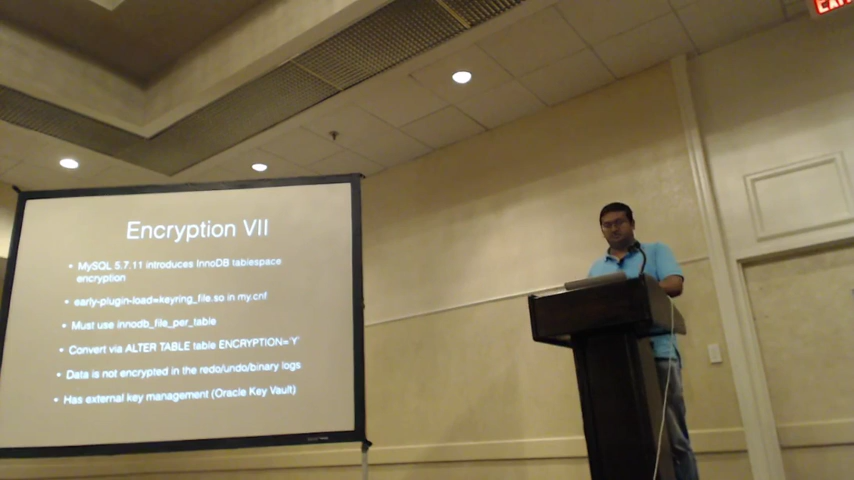 Encryption VII
• MySQL 5.7.11 introduces InnoDB tablespace
encryption
• early-plugin-load=keyring_file.so in my.cnf
• Must use innodb_file_per_table
• Convert via ALTER TABLE table ENCRYPTION='Y'
• Data is not encrypted in the redo/undo/binary logs
• Has external key management (Oracle Key Vault)
EXIT